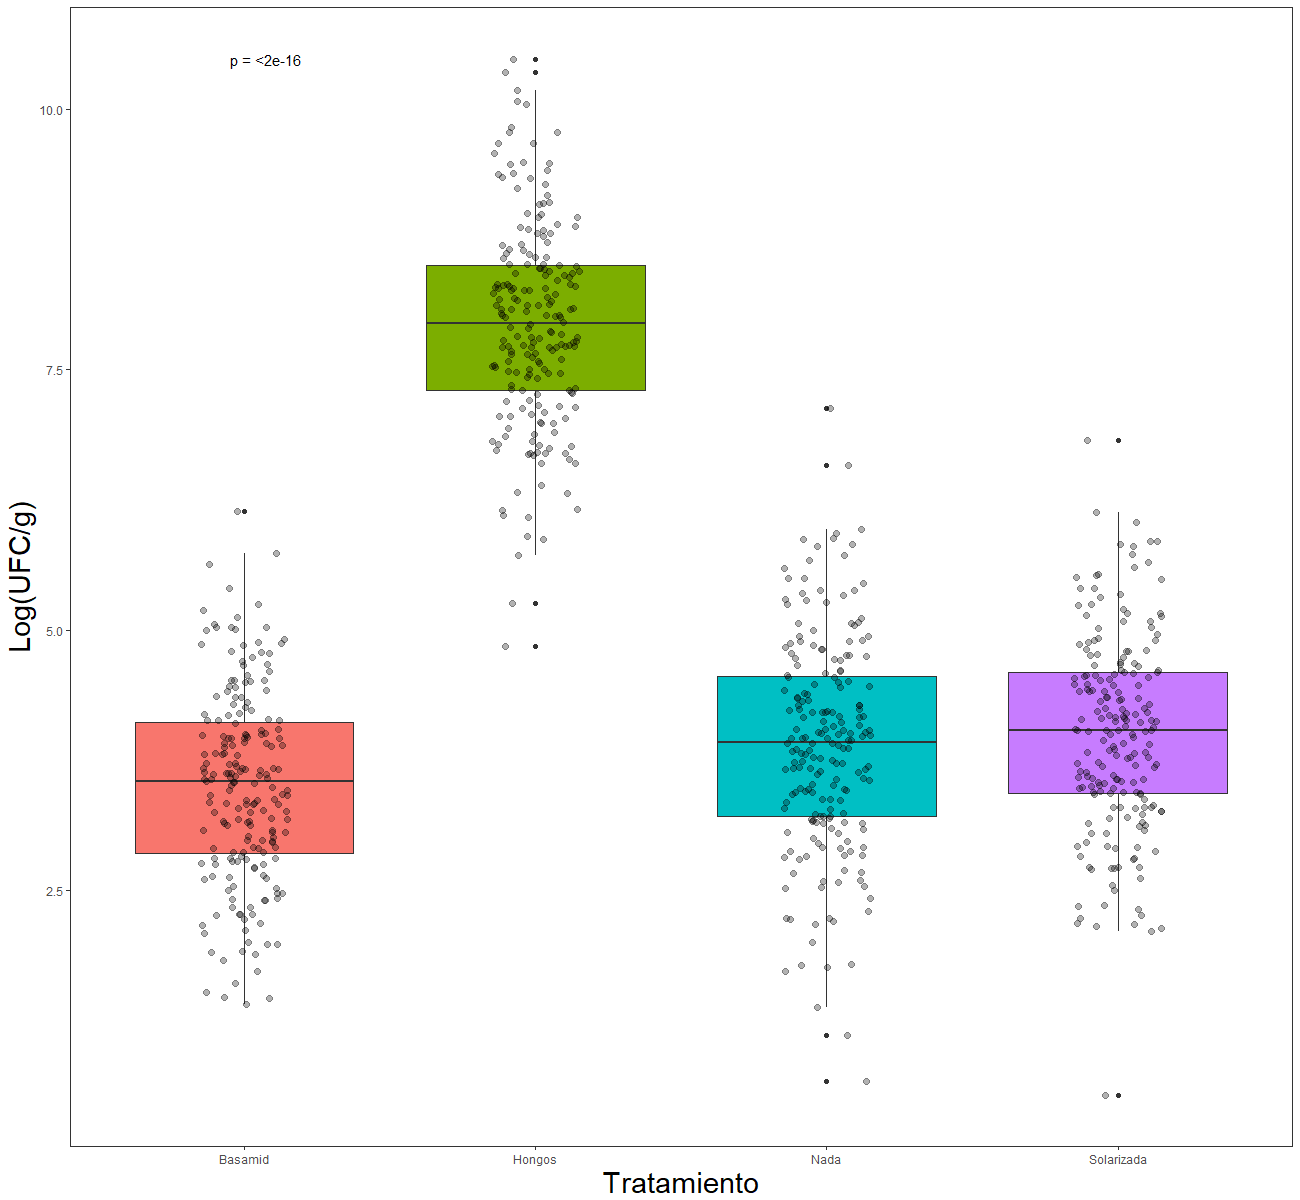 p = <2e-16
10.0
7.5
5.0
2.5
Log(UFC/g)
Basamid
Hongos
Nada
Solarizada
Tratamiento